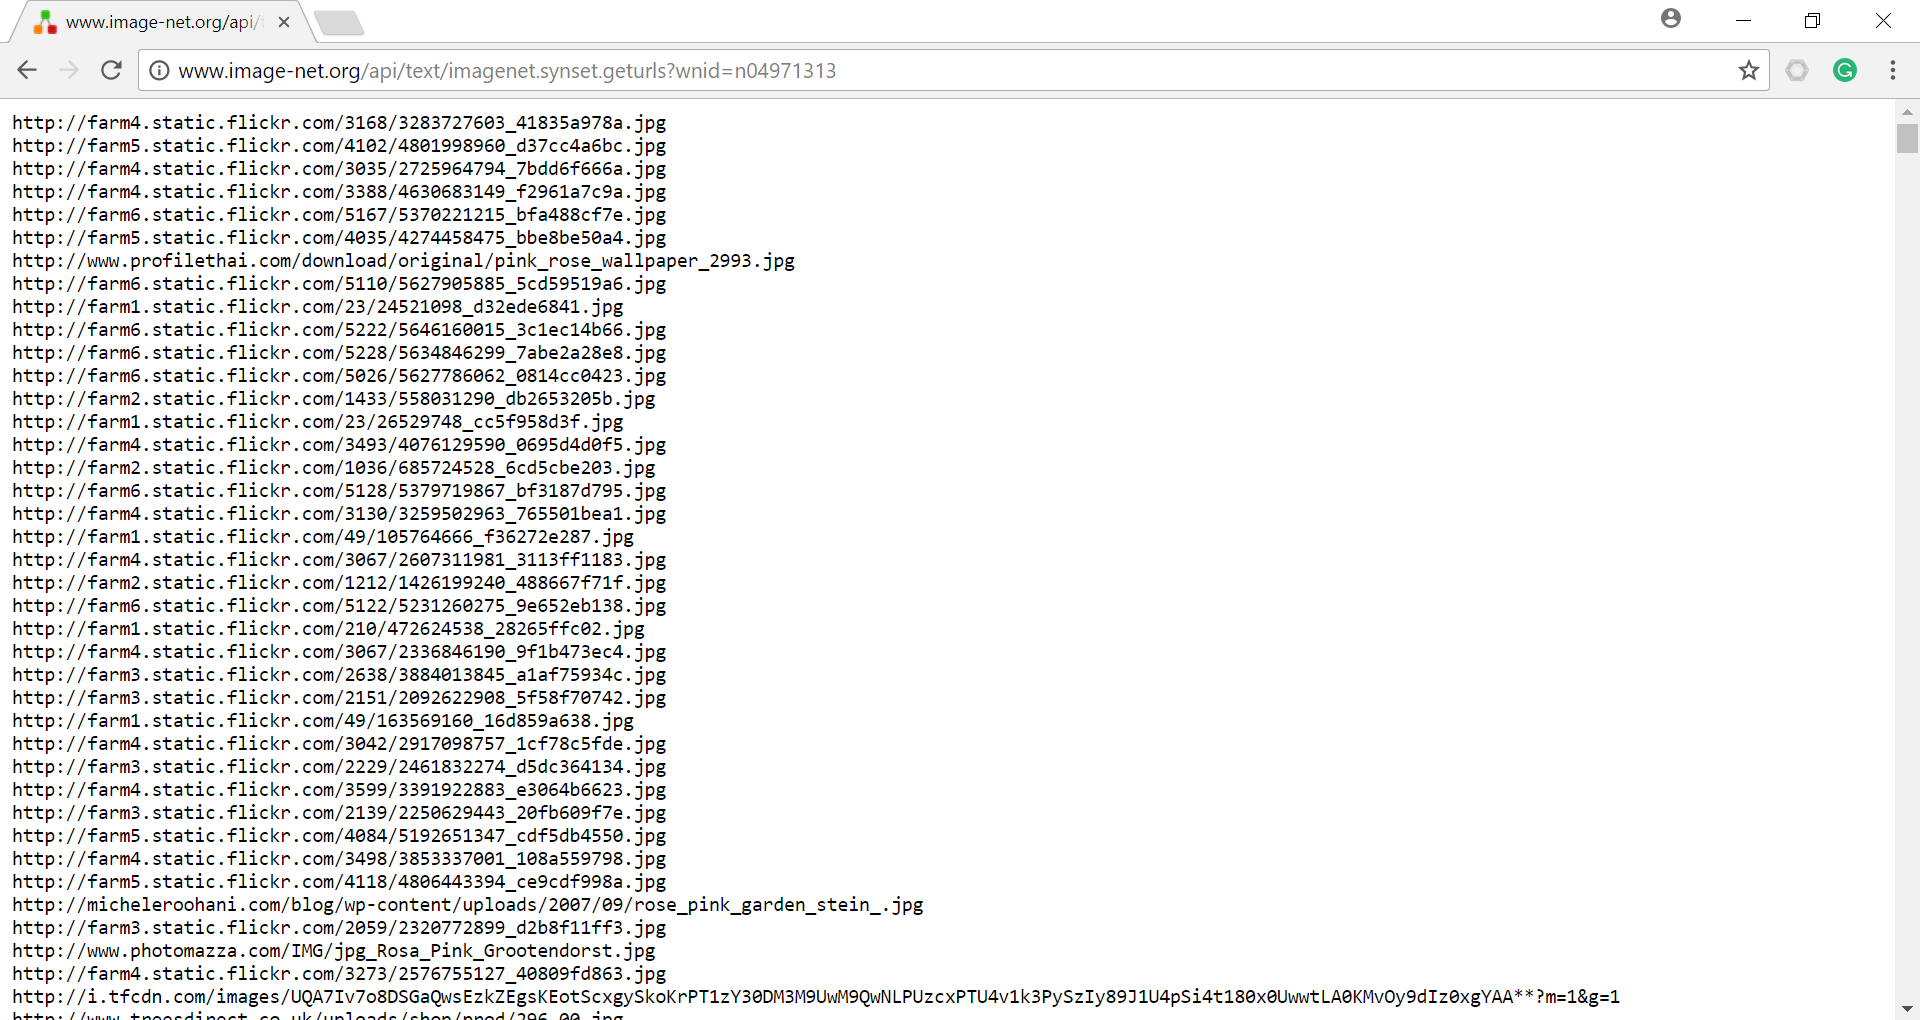 www.image-net.org/api/t
www.image-net.org/api/text/imagenet.synset.geturls?wnid=n04971313
http://farm4.static.flickr.com/3168/3283727603_41835a978a.jpg
http://farm5.static.flickr.com/4102/4801998960_d37cc4a6bc.jpg
http://farm4.static.flickr.com/3035/2725964794_7bdd6f666a.jpg
http://farm4.static.flickr.com/3388/4630683149_f2961a7c9a.jpg
http://farm6.static.flickr.com/5167/5370221215_bfa488cf7e.jpg
http://farm5.static.flickr.com/4035/4274458475_bbe8be50a4.jpg
http://www.profilethai.com/download/original/pink_rose_wallpaper_2993.jpg
http://farm6.static.flickr.com/5110/5627905885_5cd59519a6.jpg
http://farm1.static.flickr.com/23/24521098_d32ede6841.jpg
http://farm6.static.flickr.com/5222/5646160015_3c1ec14b66.jpg
http://farm6.static.flickr.com/5228/5634846299_7abe2a28e8.jpg
http://farm6.static.flickr.com/5026/5627786062_0814cc0423.jpg
http://farm2.static.flickr.com/1433/558031290_db2653205b.jpg
http://farm1.static.flickr.com/23/26529748_cc5f958d3f.jpg
http://farm4.static.flickr.com/3493/4076129590_0695d4d0f5.jpg
http://farm2.static.flickr.com/1036/685724528_6cd5cbe203.jpg
http://farm6.static.flickr.com/5128/5379719867_bf3187d795.jpg
http://farm4.static.flickr.com/3130/3259502963_765501bea1.jpg
http://farm1.static.flickr.com/49/105764666_f36272e287.jpg
http://farm4.static.flickr.com/3067/2607311981_3113ff1183.jpg
http://farm2.static.flickr.com/1212/1426199240_488667f71f.jpg
http://farm6.static.flickr.com/5122/5231260275_9e652eb138.jpg
http://farm1.static.flickr.com/210/472624538_28265ffc02.jpg
http://farm4.static.flickr.com/3067/2336846190_9f1b473ec4.jpg
http://farm3.static.flickr.com/2638/3884013845_a1af75934c.jpg
http://farm3.static.flickr.com/2151/2092622908_5f58f70742.jpg
http://farm1.static.flickr.com/49/163569160_16d859a638.jpg
http://farm4.static.flickr.com/3042/2917098757_1cf78c5fde.jpg
http://farm3.static.flickr.com/2229/2461832274_d5dc364134.jpg
http://farm4.static.flickr.com/3599/3391922883_e3064b6623.jpg
http://farm3.static.flickr.com/2139/2250629443_20fb609f7e.jpg
http://farm5.static.flickr.com/4084/5192651347_cdf5db4550.jpg
http://farm4.static.flickr.com/3498/3853337001_108a559798.jpg
http://farm5.static.flickr.com/4118/4806443394_ce9cdf998a.jpg
http://micheleroohani.com/blog/wp-content/uploads/2007/09/rose_pink_garden_stein_.jpg
http://farm3.static.flickr.com/2059/2320772899_d2b8f11ff3.jpg
http://www.photomazza.com/IMG/jpg_Rosa_Pink_Grootendorst.jpg
http://farm4.static.flickr.com/3273/2576755127_40809fd863.jpg
http://i.tfcdn.com/images/UQA7Iv7o8DSGaQwsEzkZEgsKEotScxgySkoKrPT1zY30DM3M9UwM9QwNLPUzcxPTU4v1k3PySzIy89J1U4pSi4t180x0UwwtLA0KMvOy9dIz0xgYAA**?m=1&g=1
http://www.treesdirect.co.uk/uploads/shop/prod/296_00.jpg